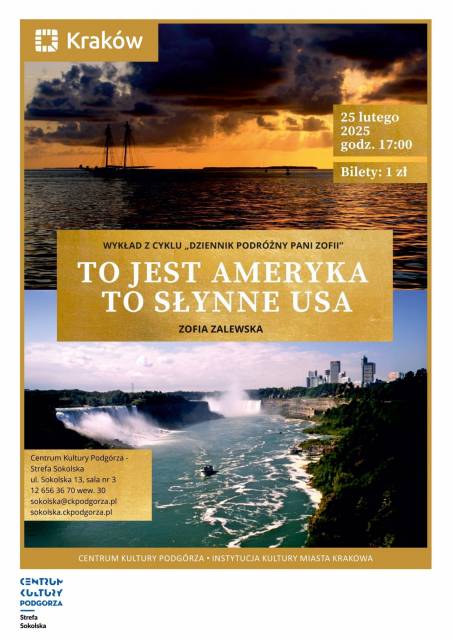 Kraków
25 lutego
2025
godz. 17:00
Bilety: 1 zł
WYKŁAD Z CYKLU „DZIENNIK PODRÓŻNY PANI ZOFII”
TO JEST AMERYKA
TO SŁYNNE USA
ZOFIA ZALEWSKA
Centrum Kultury Podgórza -
Strefa Sokolska
ul. Sokolska 13, sala nr 3
12 656 36 70 wew. 30
sokolska@ckpodgorza.pl
sokolska.ckpodgorza.pl
CENTRUM KULTURY PODGÓRZA • INSTYTUCJA KULTURY MIASTA KRAKOWA
CENTRUM
KULTURY
PODGORZA
Strefa
Sokolska